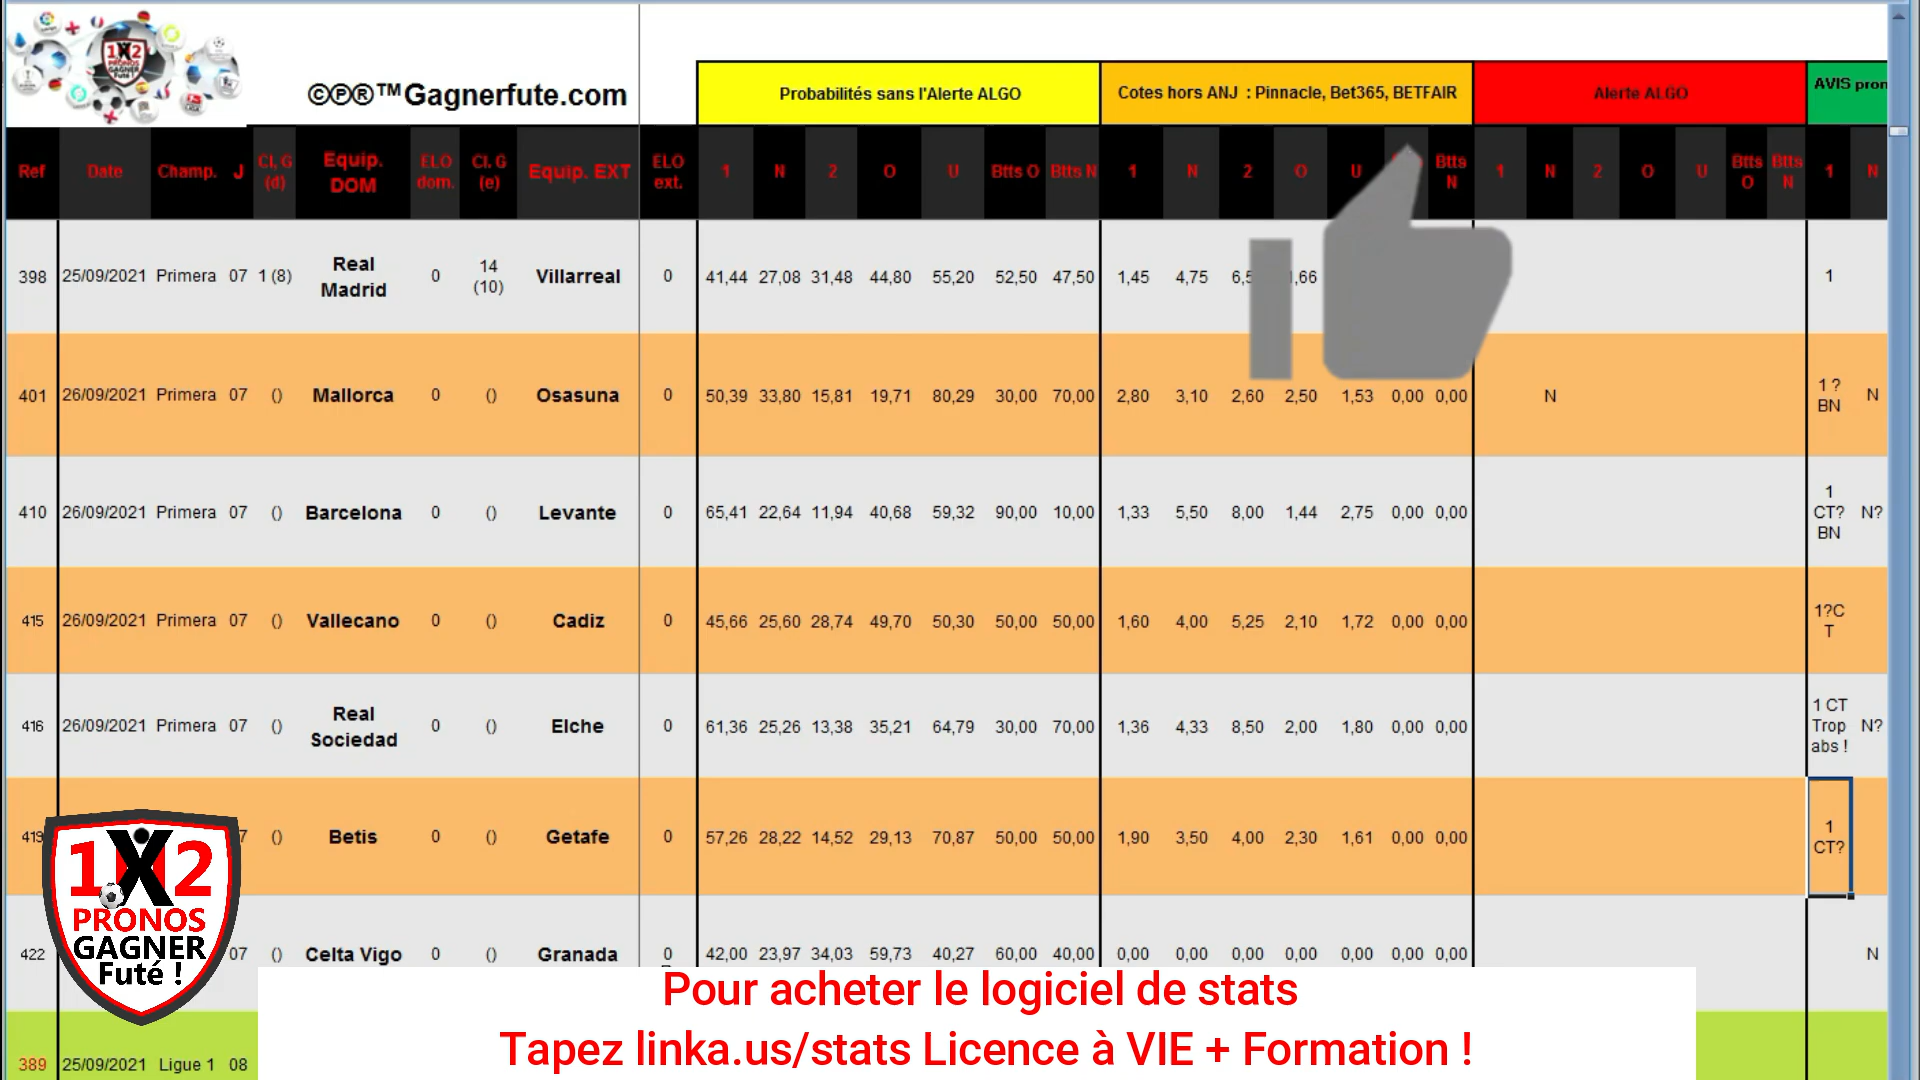 ©℗®™Gagnerfute.com
Probabilités sans l'Alerte ALGO
Cotes hors ANJ : Pinnacle, Bet365, BETFAIR
Alerte ALGO
AVIS pron
Ref Date Champ. J Cl, G (d) Equip. DOM ELO dom. Cl. G (e) Equip. EXT ELO ext. 1 N 2 O U Btts O Btts N 1 N 2 O U Btts N 1 N 2 O U Btts O Btts N 1 N
398 25/09/2021 Primera 07 1 (8) Real Madrid 0 14 (10) Villarreal 0 41,44 27,08 31,48 44,80 55,20 52,50 47,50 1,45 4,75 1
401 26/09/2021 Primera 07 () Mallorca 0 () Osasuna 0 50,39 33,80 15,81 19,71 80,29 30,00 70,00 2,80 3,10 2,60 2,50 1,53 0,00 0,00 N 1 ? BN N
410 26/09/2021 Primera 07 () Barcelona 0 () Levante 0 65,41 22,64 11,94 40,68 59,32 90,00 10,00 1,33 5,50 8,00 1,44 2,75 0,00 0,00 1 CT? BN N?
415 26/09/2021 Primera 07 () Vallecano 0 () Cadiz 0 45,66 25,60 28,74 49,70 50,30 50,00 50,00 1,60 4,00 5,25 2,10 1,72 0,00 0,00 1?C T
416 26/09/2021 Primera 07 () Real Sociedad 0 () Elche 0 61,36 25,26 13,38 35,21 64,79 30,00 70,00 1,36 4,33 8,50 2,00 1,80 0,00 0,00 1 CT Trop abs ! N?
() Betis 0 () Getafe 0 57,26 28,22 14,52 29,13 70,87 50,00 50,00 1,90 3,50 4,00 2,30 1,61 0,00 0,00 1 CT?
422 07 () Celta Vigo 0 () Granada 0 42,00 23,97 34,03 59,73 40,27 60,00 40,00 0,00 0,00 0,00 0,00 0,00 0,00 0,00 N
389 25/09/2021 Ligue 1 08
1X2
PRONOS
GAGNER
Futé !
Pour acheter le logiciel de stats
Tapez linka.us/stats Licence à VIE + Formation !